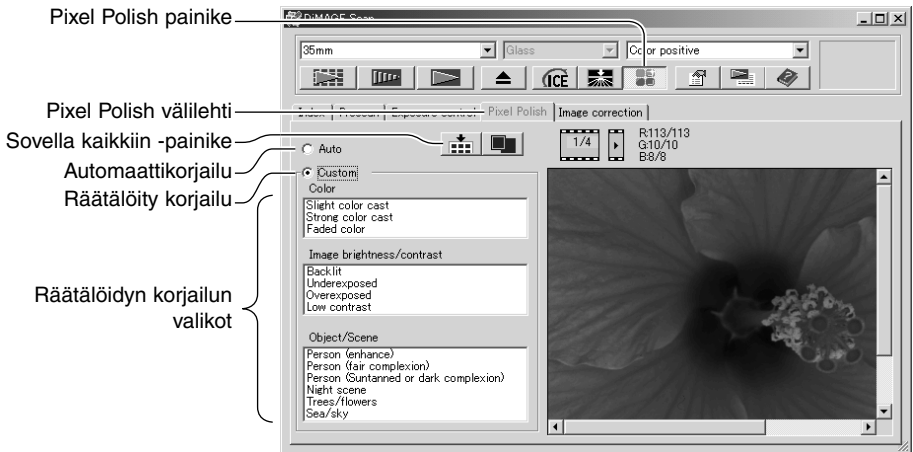 Pixel Polish painike
DiMAGE Scan
35mm
Glass
Color positive
ICE
Pixel Polish välilehti
Index
Prescan
Exposure control
Pixel Polish
Image correction
Sovella kaikkiin -painike
1/4
R:113/113
G:10/10
B:8/8
Automaattikorjailu
Auto
Räätälöity korjailu
Custom
Color
Slight color cast
Strong color cast
Faded color
Image brightness/contrast
Backlit
Underexposed
Overexposed
Low contrast
Räätälöidyn korjailun
valikot
Object/Scene
Person (enhance)
Person (fair complexion)
Person (Suntanned or dark complexion)
Night scene
Trees/flowers
Sea/sky